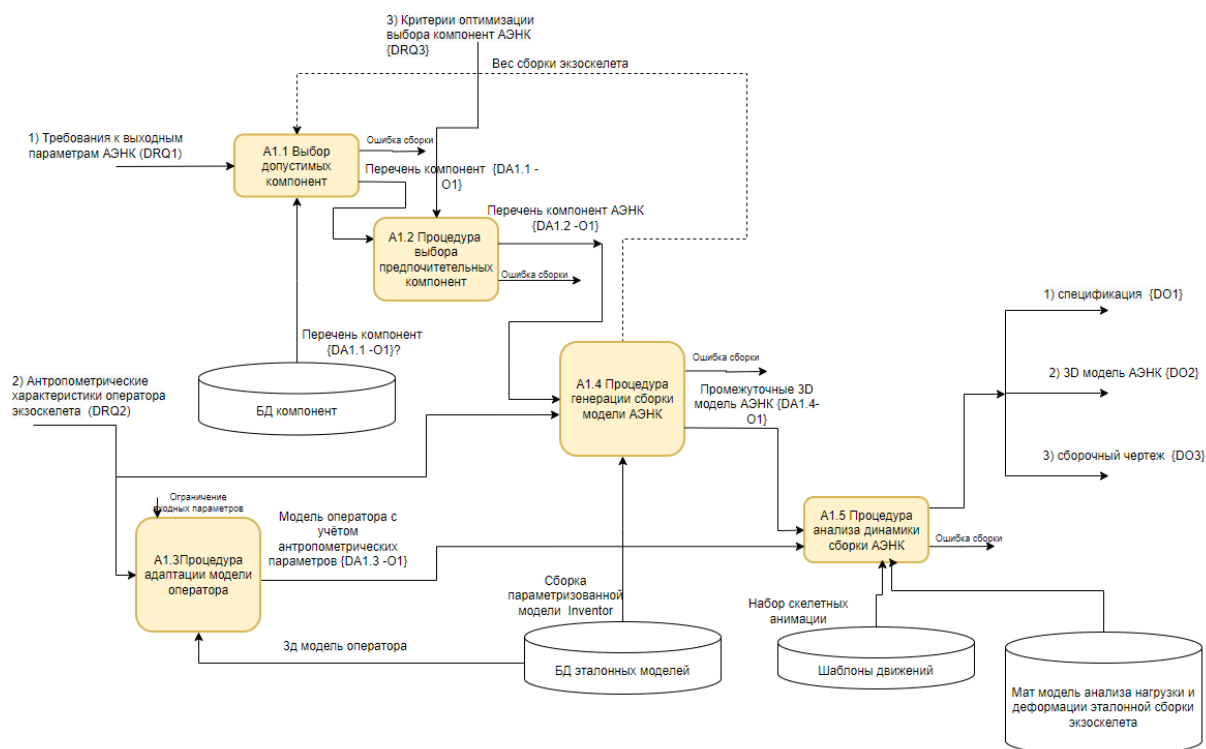 3) Критерии оптимизации
выбора компонент АЭНК
{DRQ3}
Вес сборки экзоскелета
1) Требования к выходным
параметрам АЭНК (DRQ1)
А1.1 Выбор
допустимых
компонент
Ошибка сборки
Перечень компонент {DA1.1 -
O1}
А1.2 Процедура
выбора
предпочитетельных
компонент
Перечень компонент АЭНК
{DA1.2 -O1}
Ошибка сборки
Перечень компонент
{DA1.1 -O1}?
БД компонент
2) Антропометрические
характеристики оператора
экзоскелета (DRQ2)
А1.4 Процедура
генерации сборки
модели АЭНК
Ошибка сборки
Промежуточные 3D
модель АЭНК {DA1.4-
O1}
1) спецификация {DO1}
2) 3D модель АЭНК {DO2}
3) сборочный чертеж {DO3}
Ограничение
входных параметров
А1.3Процедура
адаптации модели
оператора
Модель оператора с
учётом
антропометрических
параметров {DA1.3 -O1}
А1.5 Процедура
анализа динамики
сборки АЭНК
Ошибка сборки
Сборка
параметризованной
модели Inventor
Набор скелетных
анимации
3д модель оператора
БД эталонных моделей
Шаблоны движений
Мат модель анализа нагрузки и
деформации эталонной сборки
экзоскелета